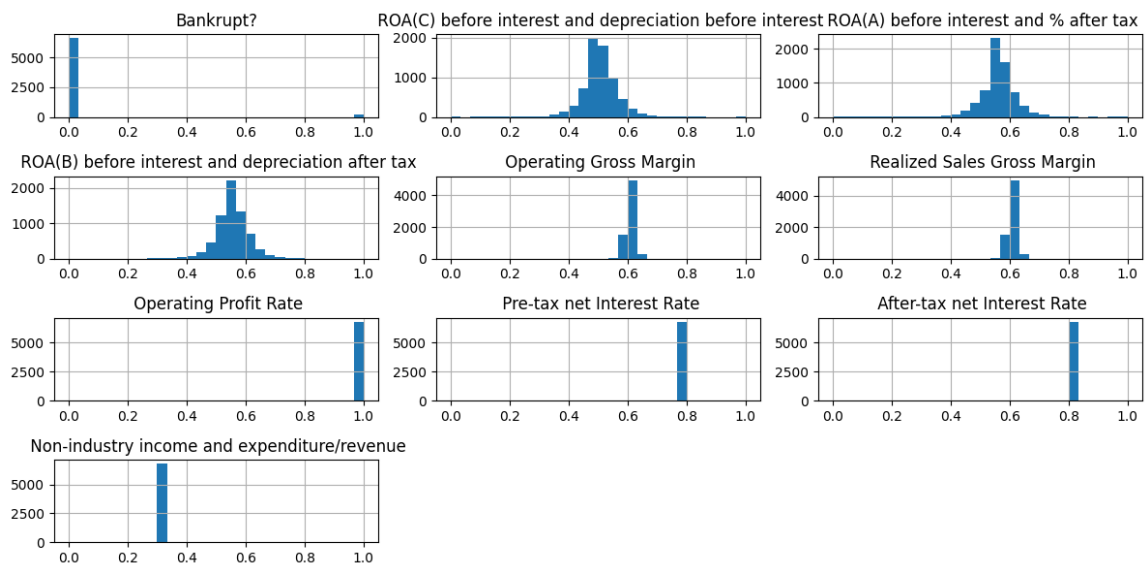 Bankrupt?
5000
2500
0
0.0 0.2 0.4 0.6 0.8 1.0
ROA(C) before interest and depreciation before interest
2000
1000
0
0.0 0.2 0.4 0.6 0.8 1.0
ROA(A) before interest and % after tax
2000
0
0.0 0.2 0.4 0.6 0.8 1.0
ROA(B) before interest and depreciation after tax
2000
1000
0
0.0 0.2 0.4 0.6 0.8 1.0
Operating Gross Margin
4000
2000
0
0.0 0.2 0.4 0.6 0.8 1.0
Realized Sales Gross Margin
4000
2000
0
0.0 0.2 0.4 0.6 0.8 1.0
Operating Profit Rate
5000
2500
0
0.0 0.2 0.4 0.6 0.8 1.0
Pre-tax net Interest Rate
5000
2500
0
0.0 0.2 0.4 0.6 0.8 1.0
After-tax net Interest Rate
5000
2500
0
0.0 0.2 0.4 0.6 0.8 1.0
Non-industry income and expenditure/revenue
5000
2500
0
0.0 0.2 0.4 0.6 0.8 1.0